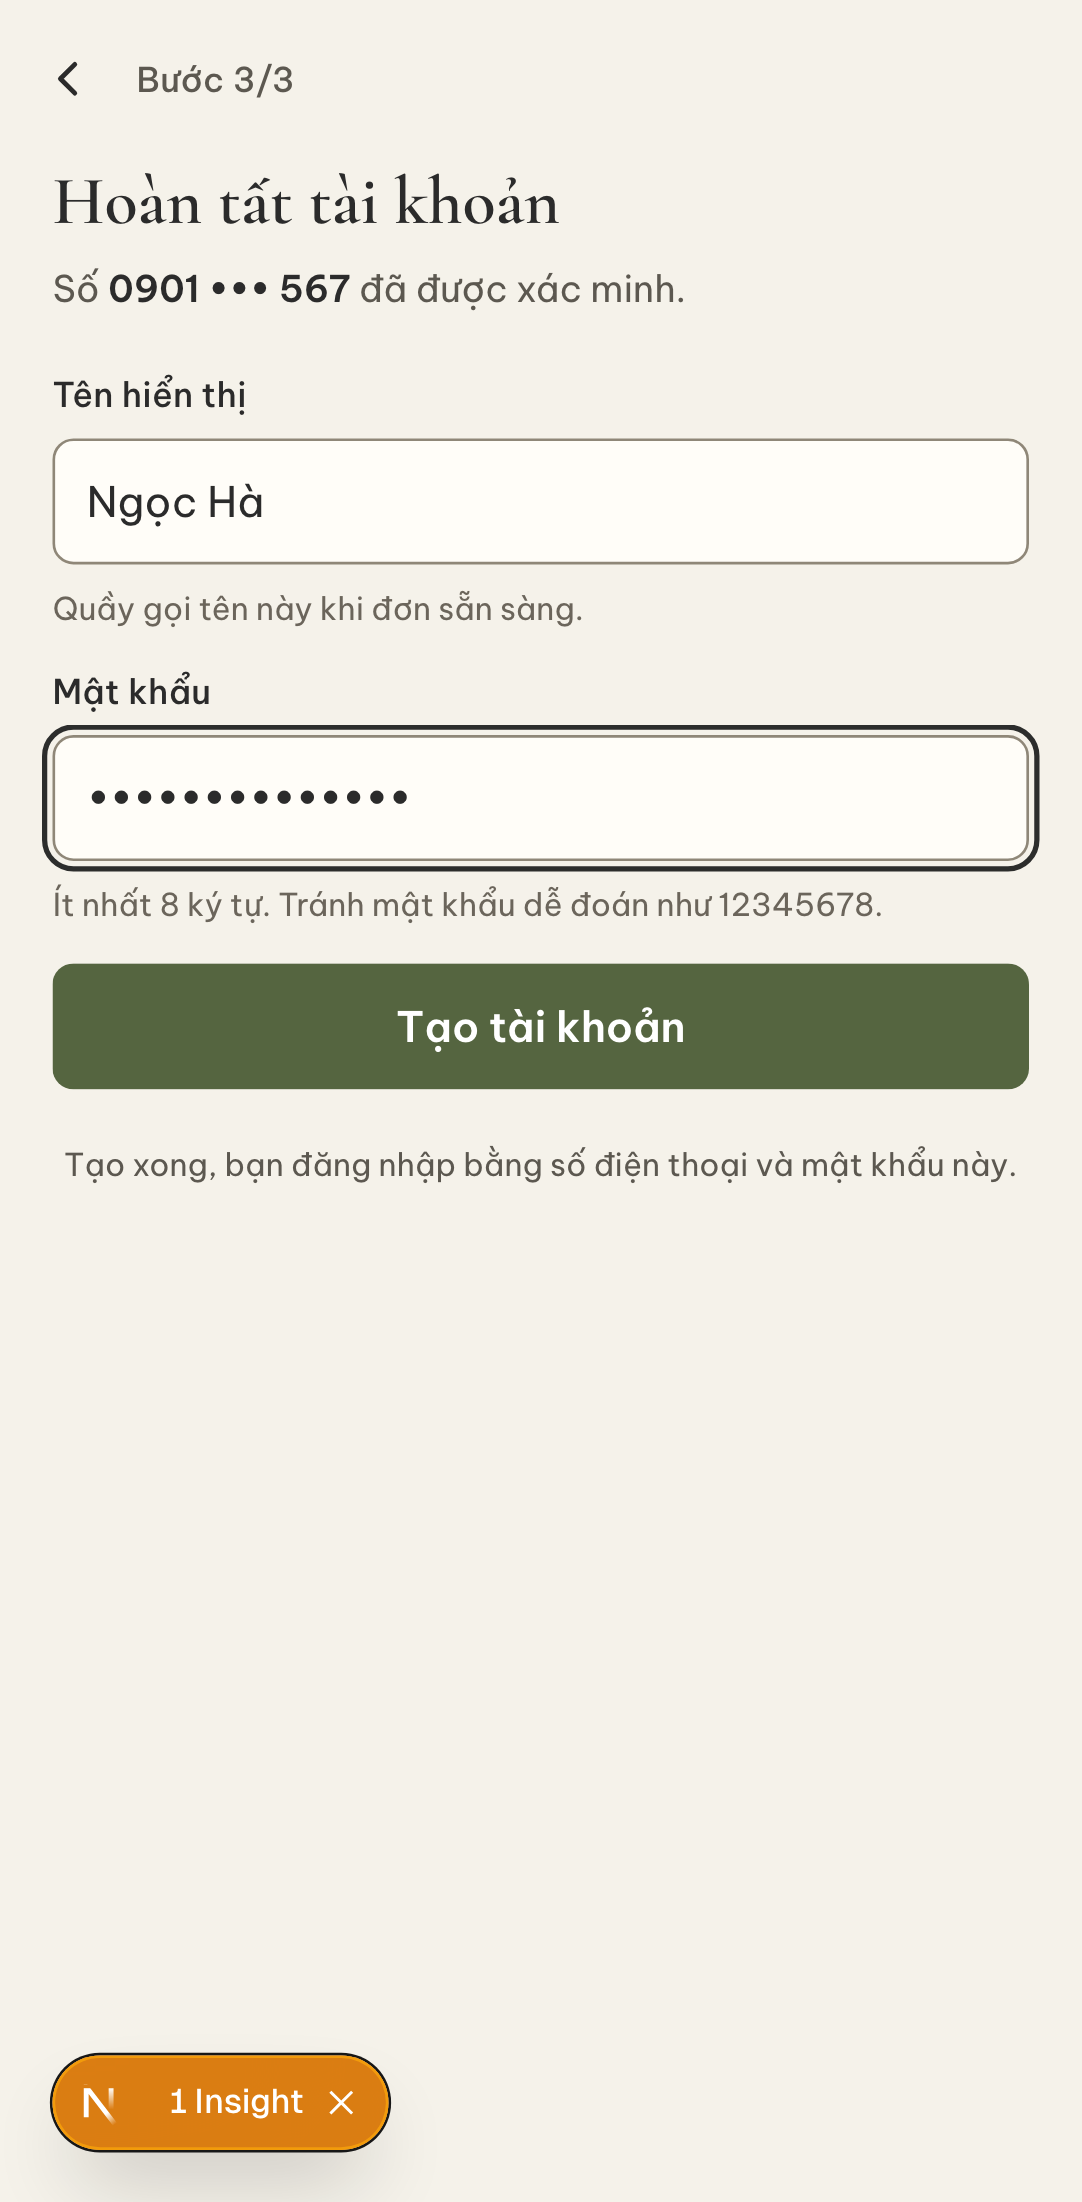 Bước 3/3
Hoàn tất tài khoản
Số 0901 ••• 567 đã được xác minh.
Tên hiển thị
Ngọc Hà
Quầy gọi tên này khi đơn sẵn sàng.
Mật khẩu
••••••••••••••
Ít nhất 8 ký tự. Tránh mật khẩu dễ đoán như 12345678.
Tạo tài khoản
Tạo xong, bạn đăng nhập bằng số điện thoại và mật khẩu này.
N 1 Insight